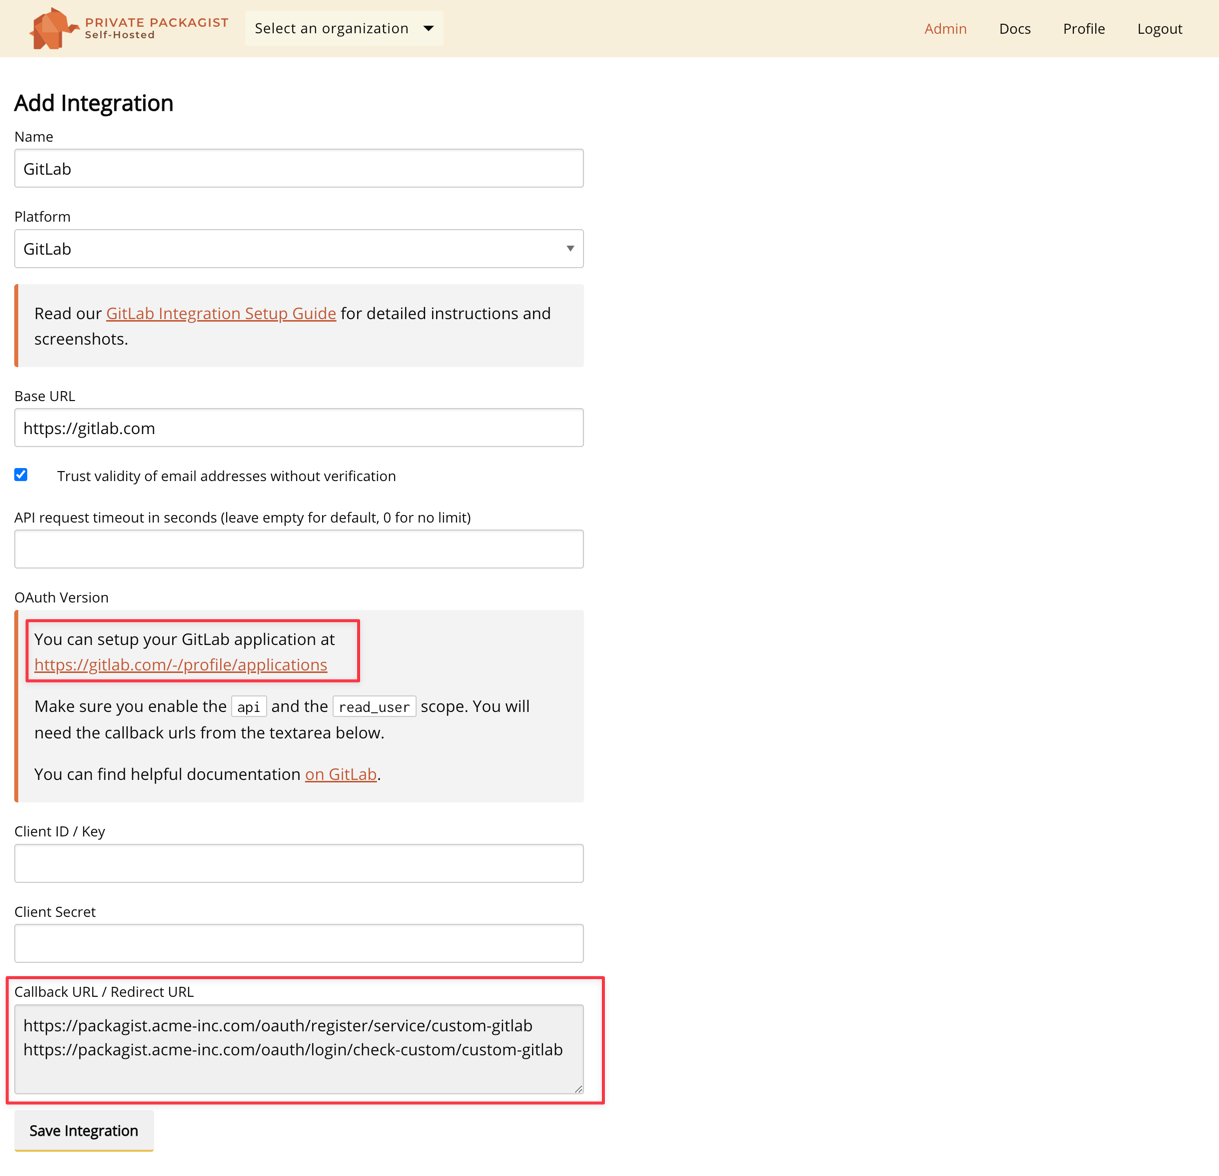 PRIVATE PACKAGIST
Self-Hosted
Select an organization
Admin
Docs
Profile
Logout
Add Integration
Name
GitLab
Platform
GitLab
Read our GitLab Integration Setup Guide for detailed instructions and
screenshots.
Base URL
https://gitlab.com
Trust validity of email addresses without verification
API request timeout in seconds (leave empty for default, 0 for no limit)
OAuth Version
You can setup your GitLab application at
https://gitlab.com/-/profile/applications
Make sure you enable the api and the read_user scope. You will
need the callback urls from the textarea below.
You can find helpful documentation on GitLab.
Client ID / Key
Client Secret
Callback URL / Redirect URL
https://packagist.acme-inc.com/oauth/register/service/custom-gitlab
https://packagist.acme-inc.com/oauth/login/check-custom/custom-gitlab
Save Integration